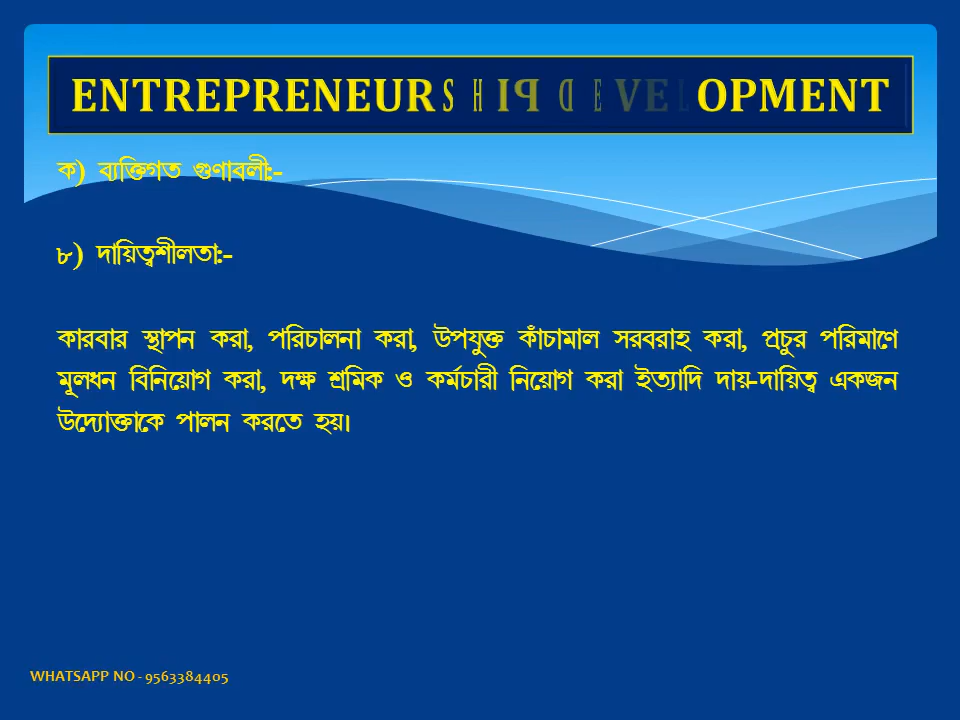 ENTREPRENEURSHIP DEVELOPMENT
ক) ব্যক্তিগত গুণাবলী:-
৮) দায়িত্বশীলতা:-
কারবার স্থাপন করা, পরিচালনা করা, উপযুক্ত কাঁচামাল সরবরাহ করা, প্রচুর পরিমাণে
মূলধন বিনিয়োগ করা, দক্ষ শ্রমিক ও কর্মচারী নিয়োগ করা ইত্যাদি দায়-দায়িত্ব একজন
উদ্যোক্তাকে পালন করতে হয়।
WHATSAPP NO - 9563384405